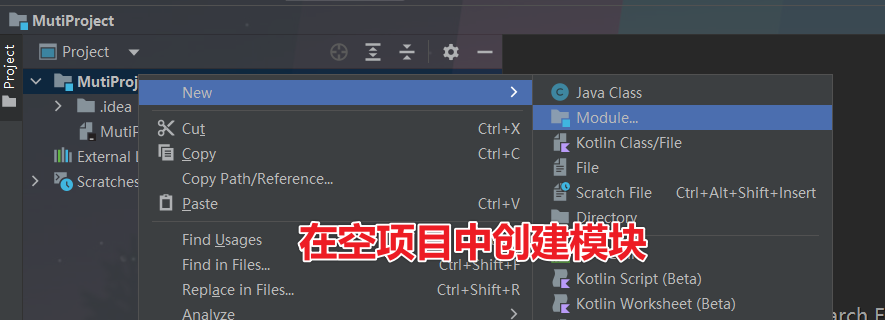 MutiProject
Project
Project
MutiProj
.idea
MutiP
External L
Scratches
New
Cut Ctrl+X
Copy Ctrl+C
Copy Path/Reference...
Paste Ctrl+V
Find Usages
Find in Files... Ctrl+Shift+F
Replace in Files... Ctrl+Shift+R
Analyze
Java Class
Module...
Kotlin Class/File
File
Scratch File Ctrl+Alt+Shift+Insert
Directory
Kotlin Script (Beta)
Kotlin Worksheet (Beta)
在空项目中创建模块
arch E